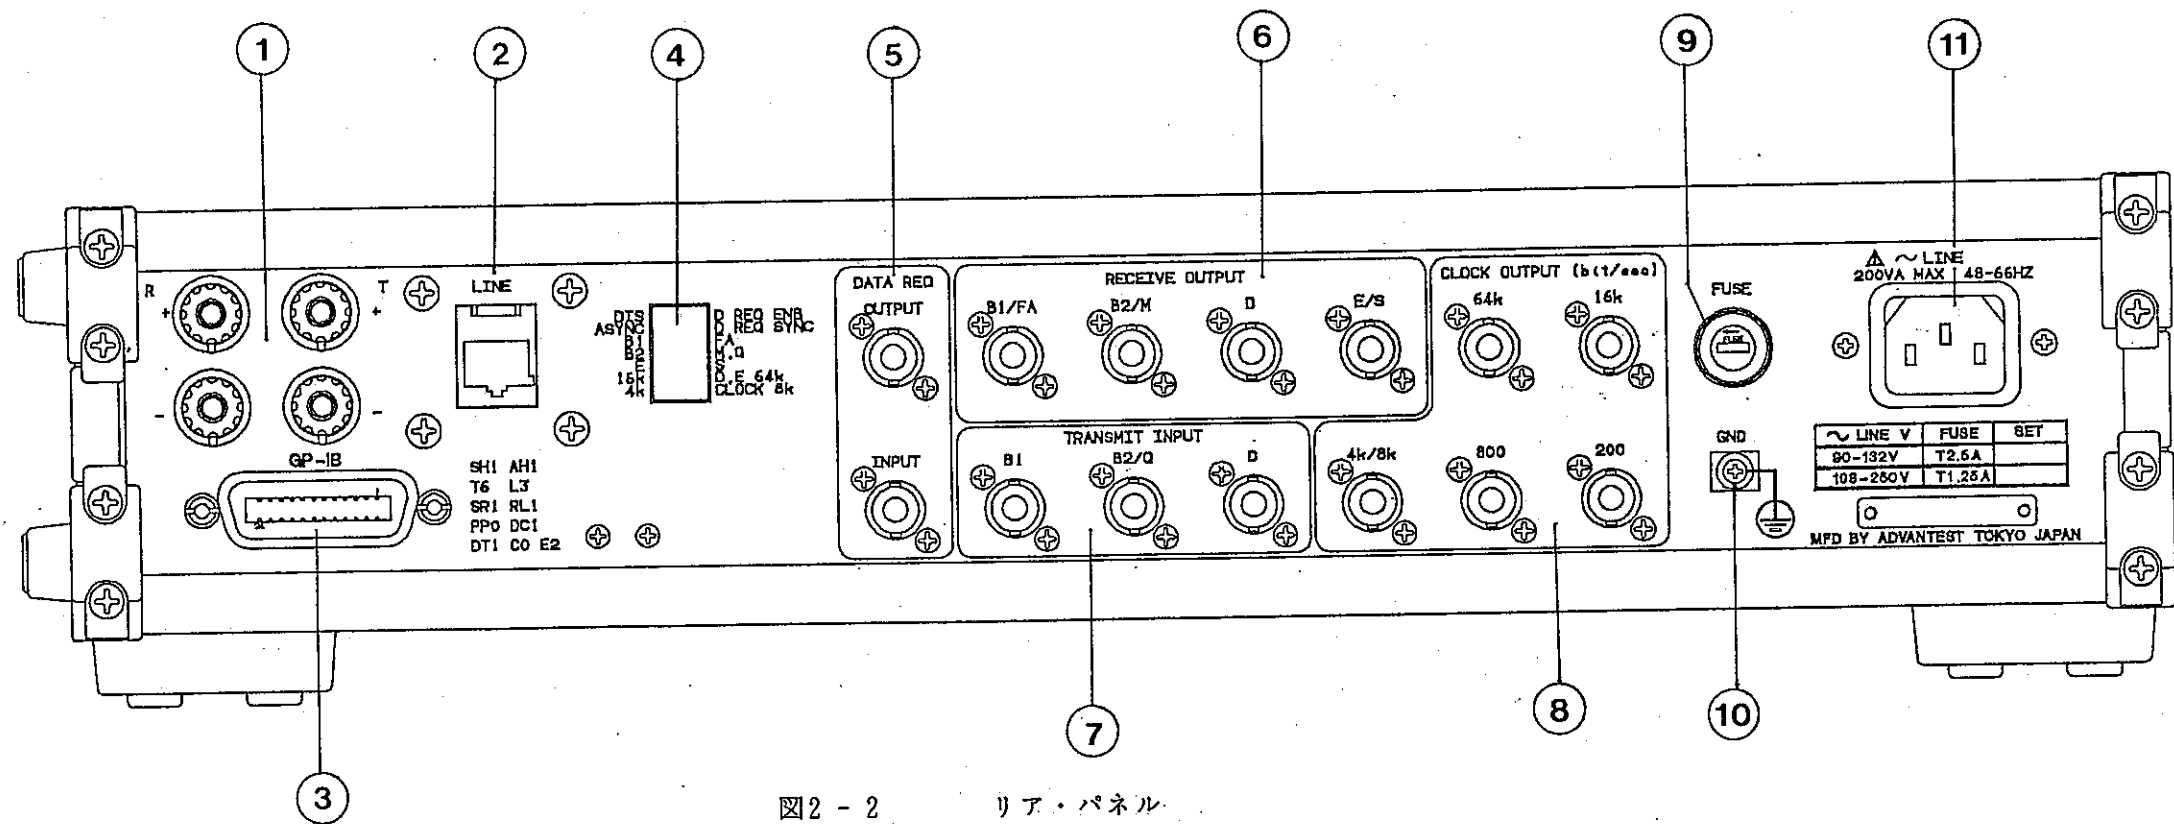 1
2
4
5
6
9
11
R
T
+
+
-
-
LINE
DTS
ASYNC
B1
B2
E
16k
4k
D REQ ENB
D REQ SYNC
FA
M,Q
S
D,E 64k
CLOCK 8k
DATA REQ
OUTPUT
INPUT
RECEIVE OUTPUT
B1/FA
B2/M
D
E/S
CLOCK OUTPUT (bit/sec)
64k
16k
4k/8k
800
200
TRANSMIT INPUT
B1
B2/Q
D
FUSE
FUSE
GND
⚠ ~ LINE
200VA MAX 48-66HZ
~ LINE V FUSE SET
90-132V T2.5A
198-250V T1.25A
MFD BY ADVANTEST TOKYO JAPAN
GP-IB
SH1 AH1
T6 L3
SR1 RL1
PP0 DC1
DT1 C0 E2
3
7
8
10
図2 - 2 リア・パネル